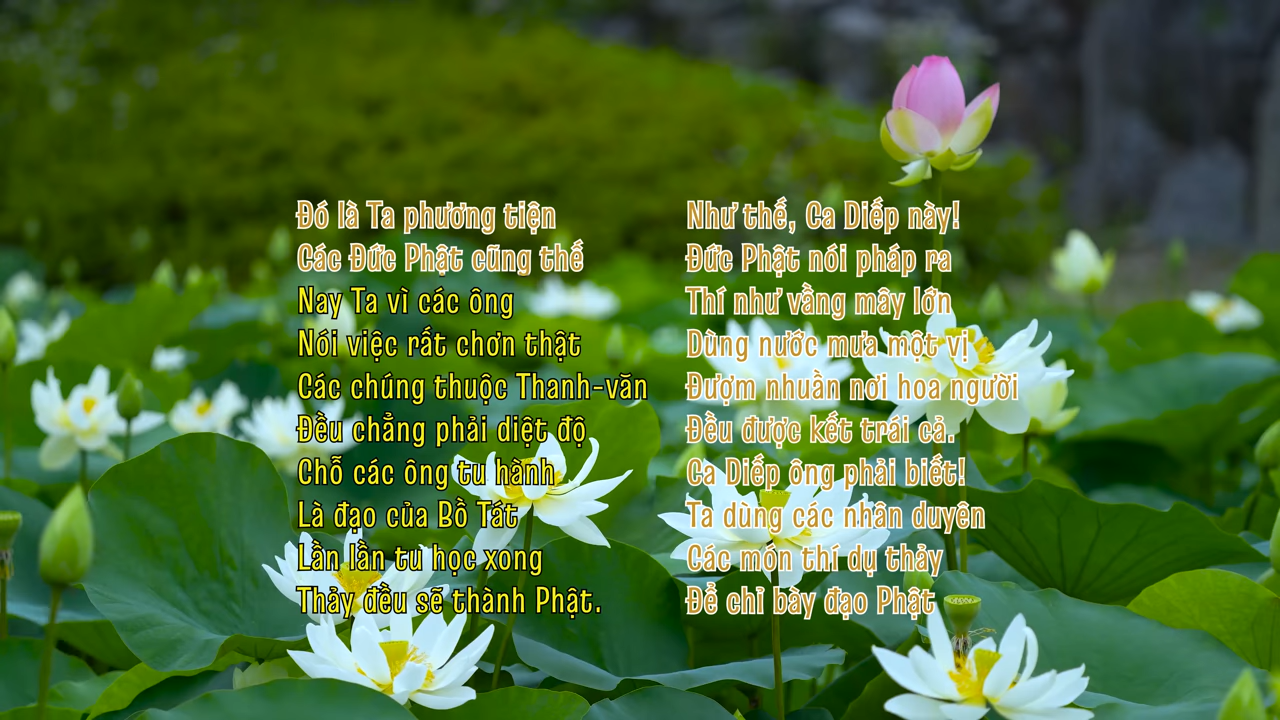 Đó là Ta phương tiện
Các Đức Phật cũng thế
Nay Ta vì các ông
Nói việc rất chơn thật
Các chúng thuộc Thanh-văn
Đều chẳng phải diệt độ
Chỗ các ông tu hành
Là đạo của Bồ Tát
Lần lần tu học xong
Thảy đều sẽ thành Phật.
Như thế, Ca Diếp này!
Đức Phật nói pháp ra
Thí như vầng mây lớn
Dùng nước mưa một vị
Đượm nhuần nơi hoa người
Đều được kết trái cả.
Ca Diếp ông phải biết!
Ta dùng các nhân duyên
Các món thí dụ thảy
Để chỉ bày đạo Phật